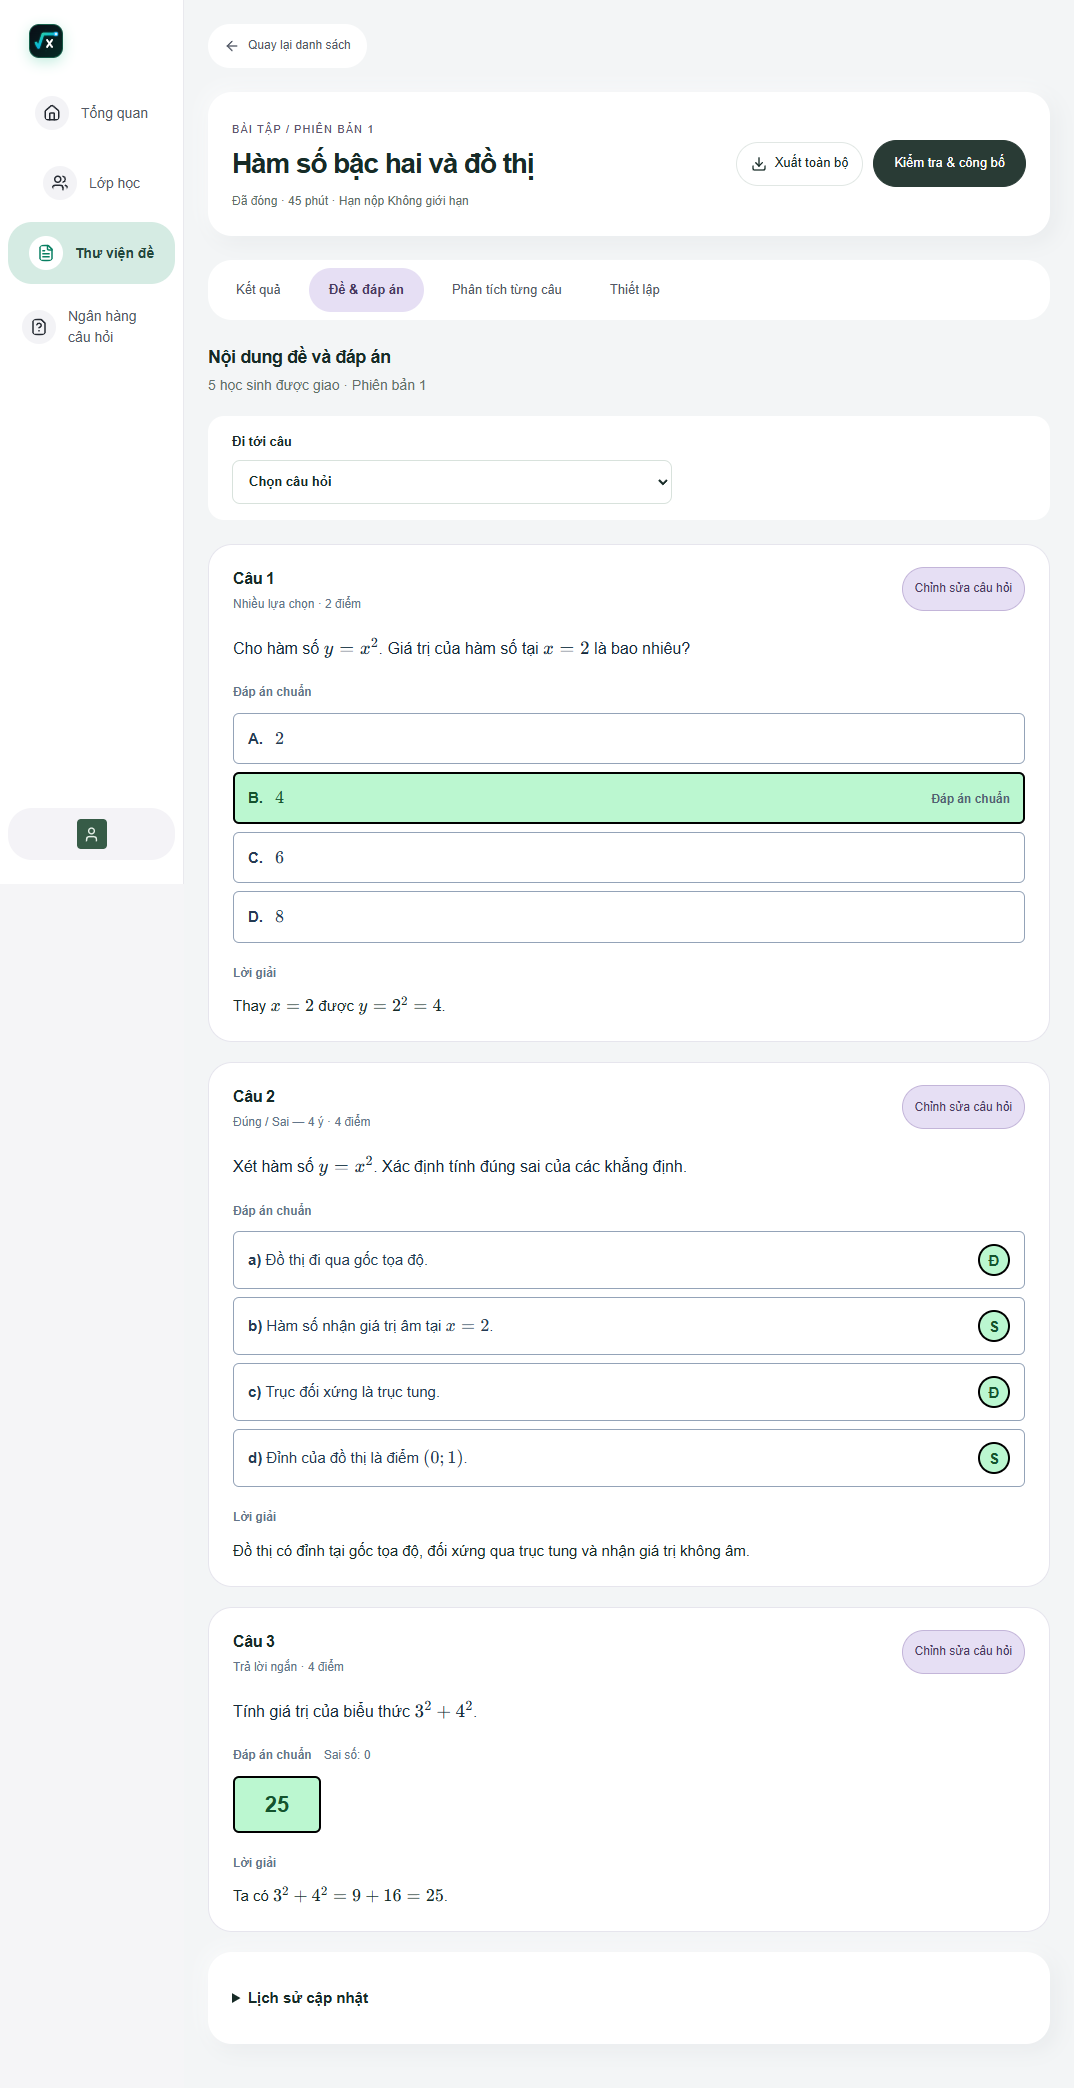 √x
Tổng quan
Lớp học
Thư viện đề
Ngân hàng
câu hỏi
Quay lại danh sách
BÀI TẬP / PHIÊN BẢN 1
Hàm số bậc hai và đồ thị
Đã đóng · 45 phút · Hạn nộp Không giới hạn
Xuất toàn bộ
Kiểm tra & công bố
Kết quả
Đề & đáp án
Phân tích từng câu
Thiết lập
Nội dung đề và đáp án
5 học sinh được giao · Phiên bản 1
Đi tới câu
Chọn câu hỏi
Câu 1
Nhiều lựa chọn · 2 điểm
Chỉnh sửa câu hỏi
Cho hàm số y = x². Giá trị của hàm số tại x = 2 là bao nhiêu?
Đáp án chuẩn
A. 2
B. 4 Đáp án chuẩn
C. 6
D. 8
Lời giải
Thay x = 2 được y = 2² = 4.
Câu 2
Đúng / Sai — 4 ý · 4 điểm
Chỉnh sửa câu hỏi
Xét hàm số y = x². Xác định tính đúng sai của các khẳng định.
Đáp án chuẩn
a) Đồ thị đi qua gốc tọa độ. Đ
b) Hàm số nhận giá trị âm tại x = 2. S
c) Trục đối xứng là trục tung. Đ
d) Đỉnh của đồ thị là điểm (0; 1). S
Lời giải
Đồ thị có đỉnh tại gốc tọa độ, đối xứng qua trục tung và nhận giá trị không âm.
Câu 3
Trả lời ngắn · 4 điểm
Chỉnh sửa câu hỏi
Tính giá trị của biểu thức 3² + 4².
Đáp án chuẩn Sai số: 0
25
Lời giải
Ta có 3² + 4² = 9 + 16 = 25.
Lịch sử cập nhật